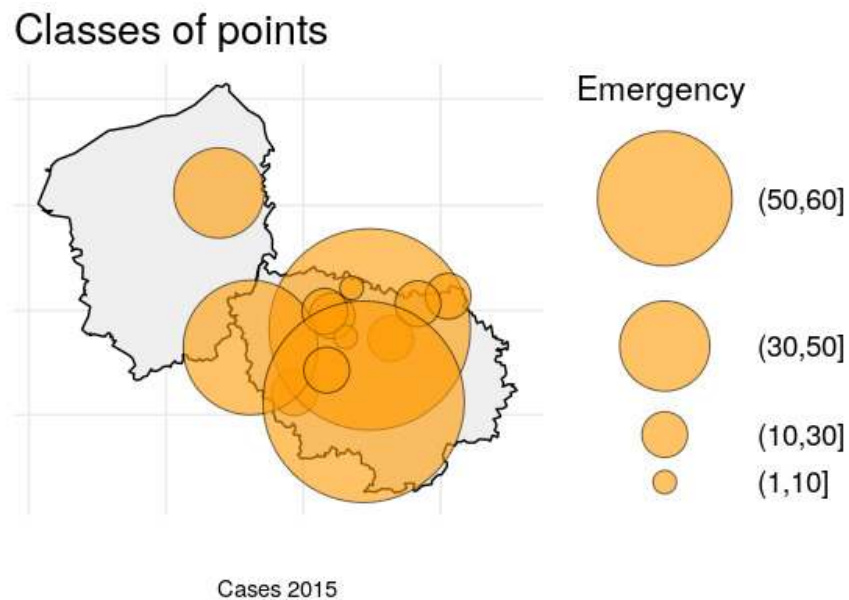 Classes of points
Emergency
(50,60]
(30,50]
(10,30]
(1,10]
Cases 2015